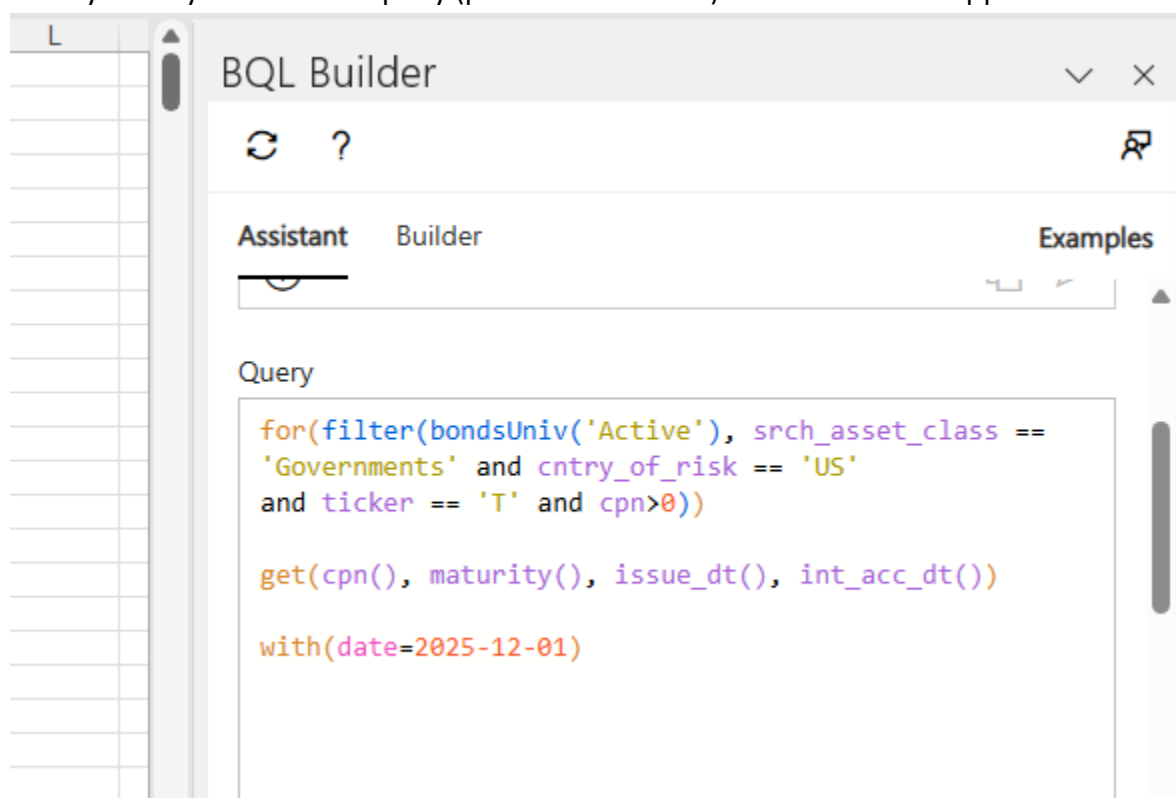 L
BQL Builder
?
Assistant Builder Examples
Query
for(filter(bondsUniv('Active'), srch_asset_class ==
'Governments' and cntry_of_risk == 'US'
and ticker == 'T' and cpn>0))
get(cpn(), maturity(), issue_dt(), int_acc_dt())
with(date=2025-12-01)